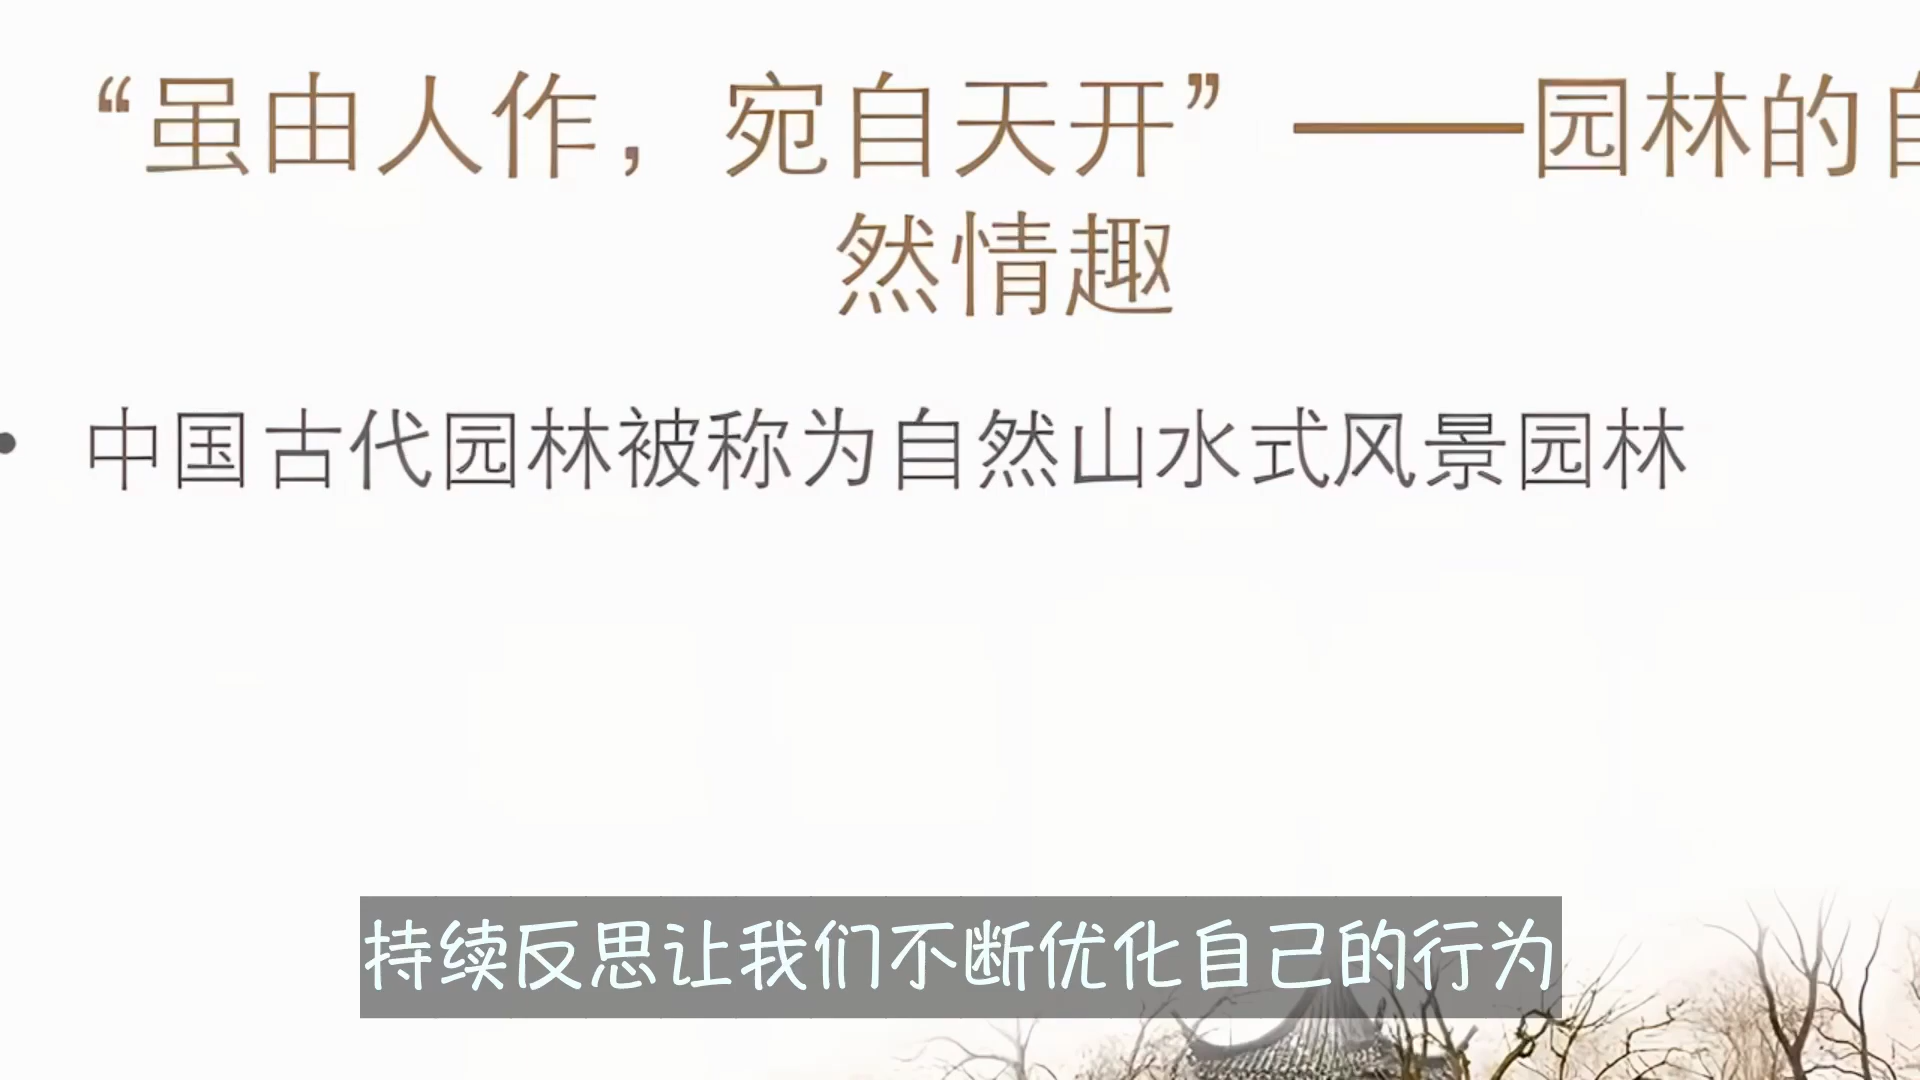 “虽由人作，宛自天开”——园林的自
然情趣
• 中国古代园林被称为自然山水式风景园林
持续反思让我们不断优化自己的行为